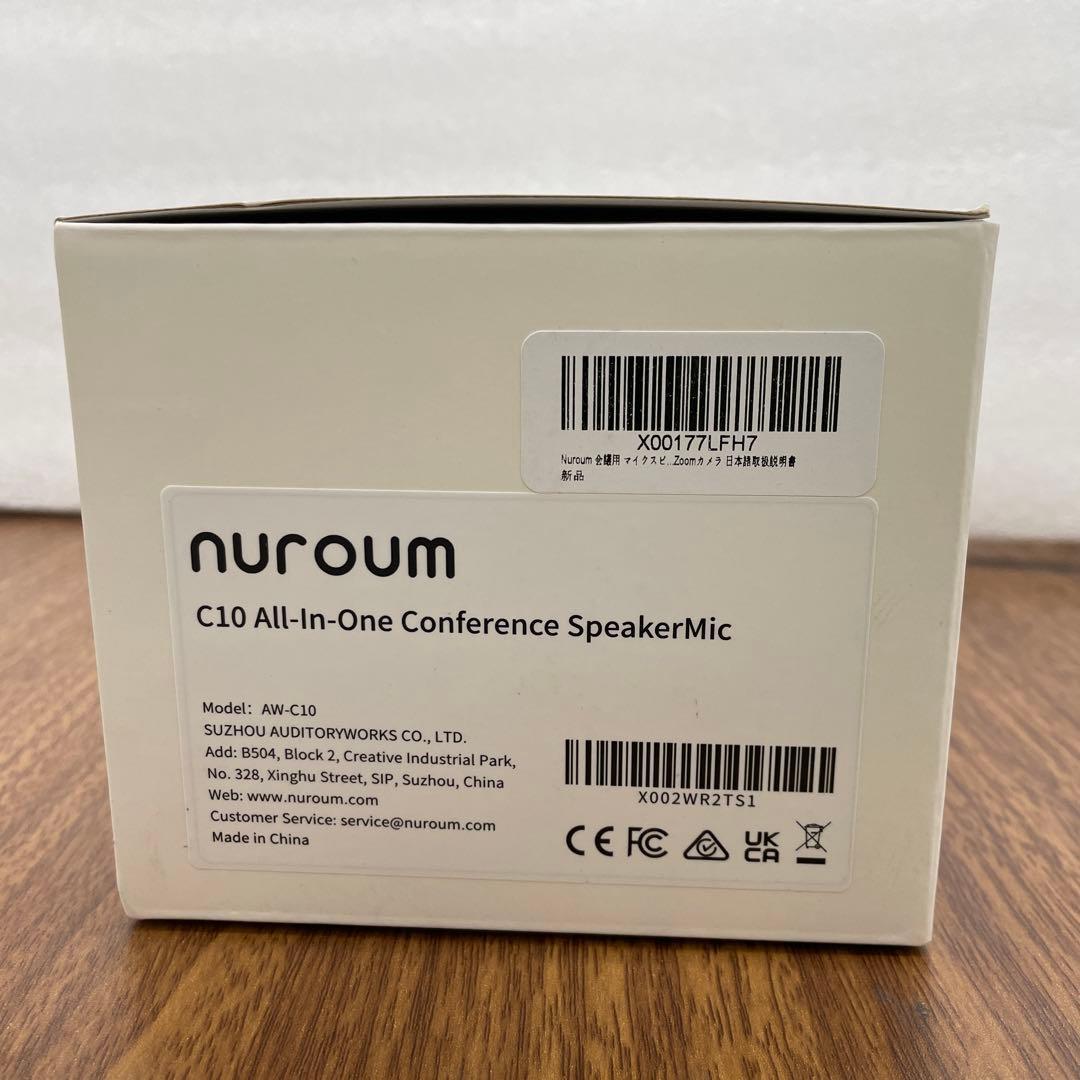 X00177LFH7
Nuroum 会議用 マイクスピ...Zoomカメラ 日本語取扱説明書
新品
nuroum
C10 All-In-One Conference SpeakerMic
Model: AW-C10
SUZHOU AUDITORYWORKS CO., LTD.
Add: B504, Block 2, Creative Industrial Park,
No. 328, Xinghu Street, SIP, Suzhou, China
Web: www.nuroum.com
Customer Service: service@nuroum.com
Made in China
X002WR2TS1
CE FC UK
CA